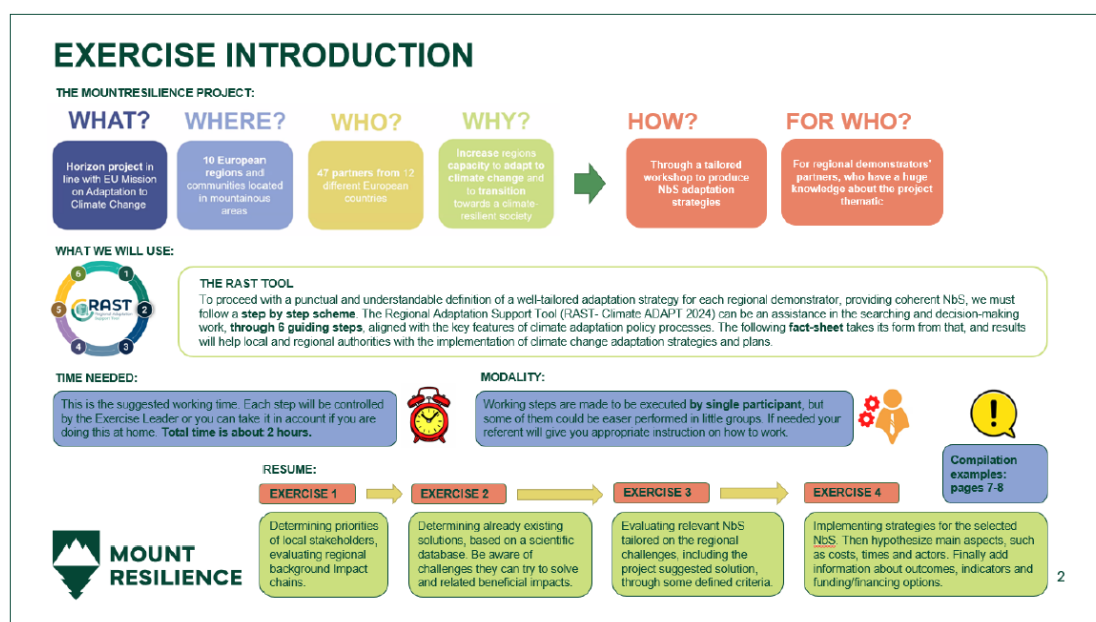 EXERCISE INTRODUCTION
THE MOUNTRESILIENCE PROJECT:
WHAT?
Horizon project in
line with EU Mission
on Adaptation to
Climate Change
WHERE?
10 European
regions and
communities located
in mountainous
areas
WHO?
47 partners from 12
different European
countries
WHY?
Increase regions
capacity to adapt to
climate change and
to transition
towards a climate-
resilient society
HOW?
Through a tailored
workshop to produce
NbS adaptation
strategies
FOR WHO?
For regional demonstrators'
partners, who have a huge
knowledge about the project
thematic
WHAT WE WILL USE:
6
1
5
2
4
3
RAST
Regional Adaptation
Support Tool
THE RAST TOOL
To proceed with a punctual and understandable definition of a well-tailored adaptation strategy for each regional demonstrator, providing coherent NbS, we must
follow a step by step scheme. The Regional Adaptation Support Tool (RAST- Climate ADAPT 2024) can be an assistance in the searching and decision-making
work, through 6 guiding steps, aligned with the key features of climate adaptation policy processes. The following fact-sheet takes its form from that, and results
will help local and regional authorities with the implementation of climate change adaptation strategies and plans.
TIME NEEDED:
This is the suggested working time. Each step will be controlled
by the Exercise Leader or you can take it in account if you are
doing this at home. Total time is about 2 hours.
MODALITY:
Working steps are made to be executed by single participant, but
some of them could be easer performed in little groups. If needed your
referent will give you appropriate instruction on how to work.
!
Compilation
examples:
pages 7-8
RESUME:
EXERCISE 1
Determining priorities
of local stakeholders,
evaluating regional
background Impact
chains.
EXERCISE 2
Determining already existing
solutions, based on a scientific
database. Be aware of
challenges they can try to solve
and related beneficial impacts.
EXERCISE 3
Evaluating relevant NbS
tailored on the regional
challenges, including the
project suggested solution,
through some defined criteria.
EXERCISE 4
Implementing strategies for the selected
NbS. Then hypothesize main aspects, such
as costs, times and actors. Finally add
information about outcomes, indicators and
funding/financing options.
MOUNT
RESILIENCE
2